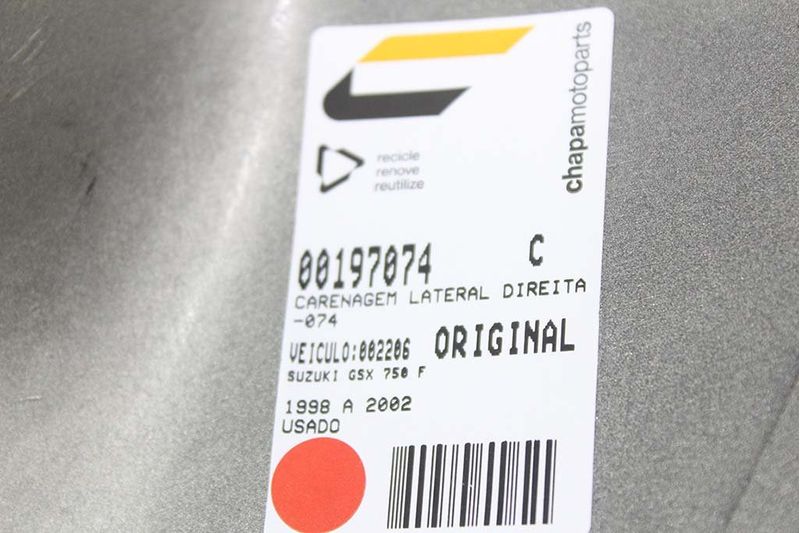 chapamotoparts
recicle
renove
reutilize
00197074 C
CARENAGEM LATERAL DIREITA
-074
VEICULO:002206 ORIGINAL
SUZUKI GSX 750 F
1998 A 2002
USADO